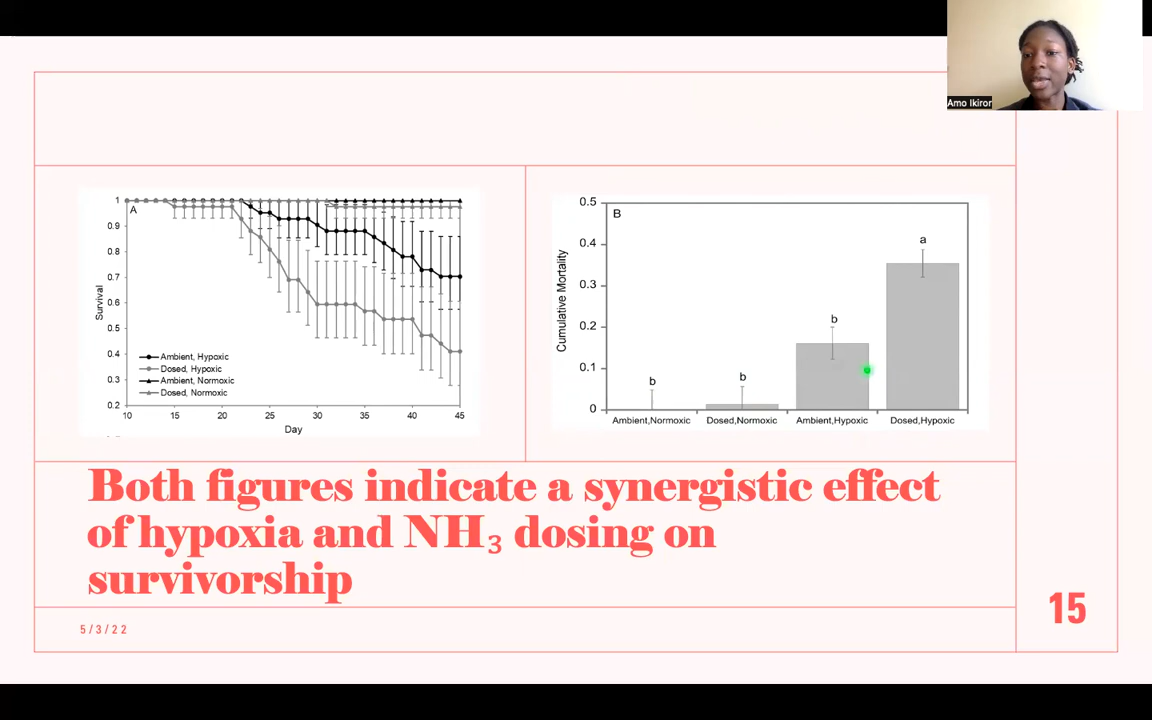 Amo Ikiror
A
1
0.9
0.8
0.7
0.6
0.5
0.4
0.3
0.2
Survival
Ambient, Hypoxic
Dosed, Hypoxic
Ambient, Normoxic
Dosed, Normoxic
10 15 20 25 30 35 40 45
Day
B
0.5
0.4
0.3
0.2
0.1
0
Cumulative Mortality
b
b
b
a
Ambient,Normoxic Dosed,Normoxic Ambient,Hypoxic Dosed,Hypoxic
Both figures indicate a synergistic effect
of hypoxia and NH₃ dosing on
survivorship
5/3/22
15